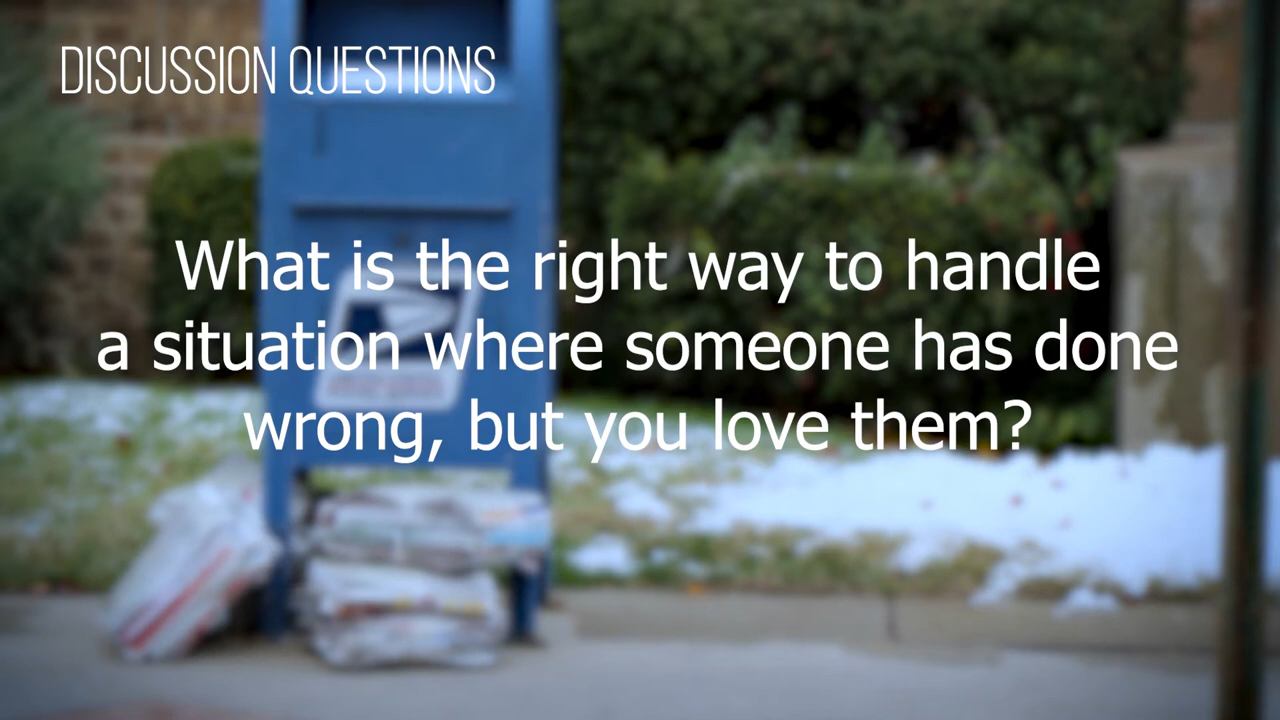 DISCUSSION QUESTIONS
What is the right way to handle
a situation where someone has done
wrong, but you love them?